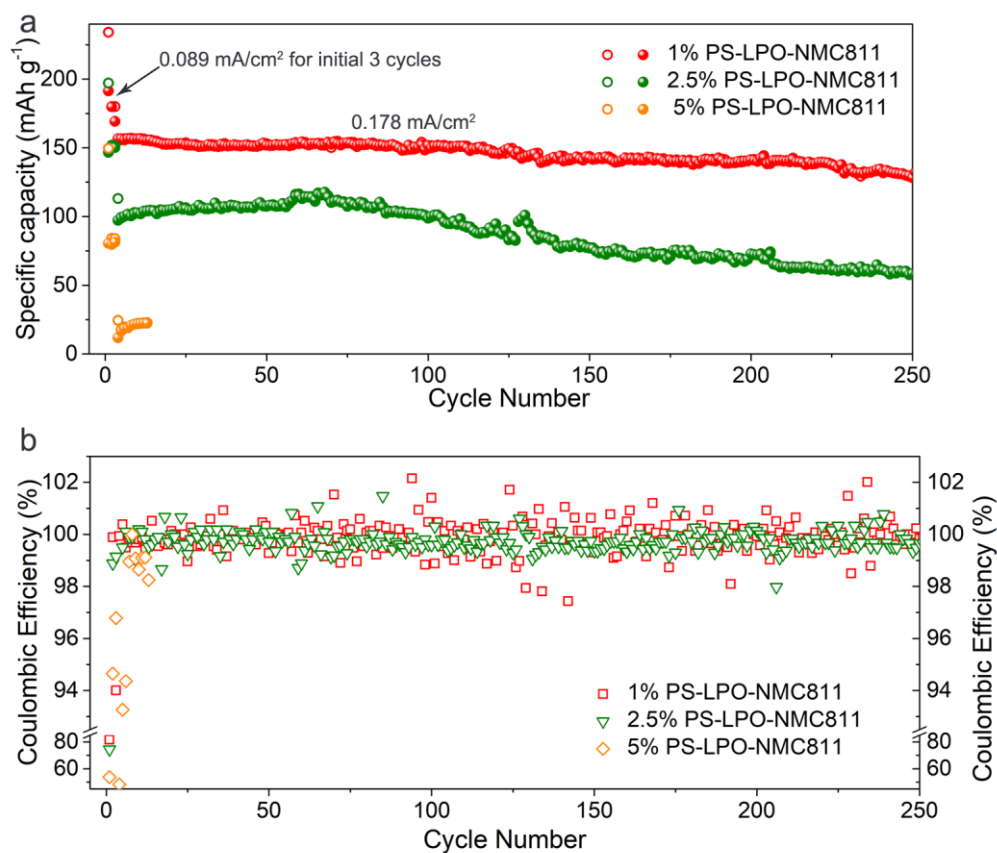 a
Specific capacity (mAh g⁻¹)
200
150
100
50
0
0.089 mA/cm² for initial 3 cycles
0.178 mA/cm²
1% PS-LPO-NMC811
2.5% PS-LPO-NMC811
5% PS-LPO-NMC811
0 50 100 150 200 250
Cycle Number
b
Coulombic Efficiency (%)
102
100
98
96
94
80
60
1% PS-LPO-NMC811
2.5% PS-LPO-NMC811
5% PS-LPO-NMC811
102
100
98
96
94
80
60
Coulombic Efficiency (%)
0 50 100 150 200 250
Cycle Number